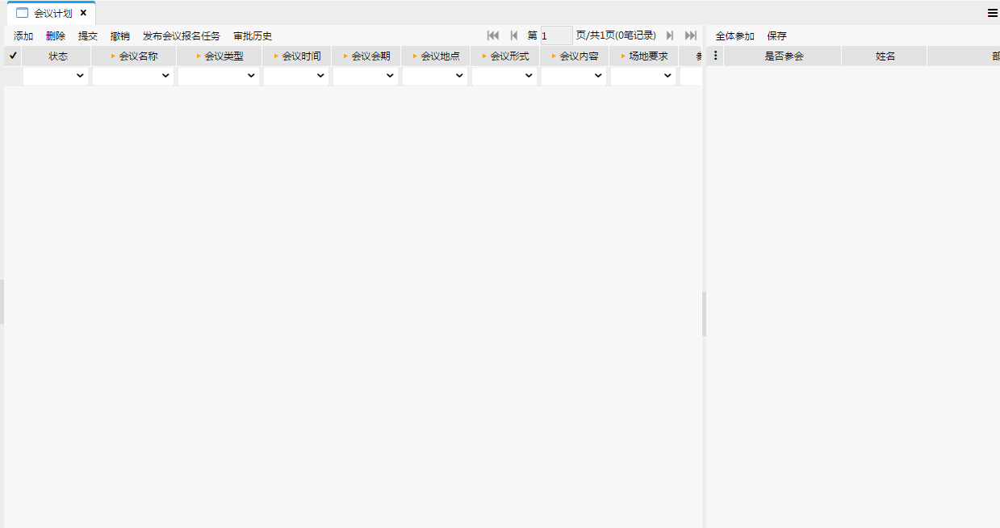 会议计划
添加 删除 提交 撤销 发布会议报名任务 审批历史 第 1 页/共1页(0笔记录) 全体参加 保存
状态 会议名称 会议类型 会议时间 会议会期 会议地点 会议形式 会议内容 场地要求 是否参会 姓名